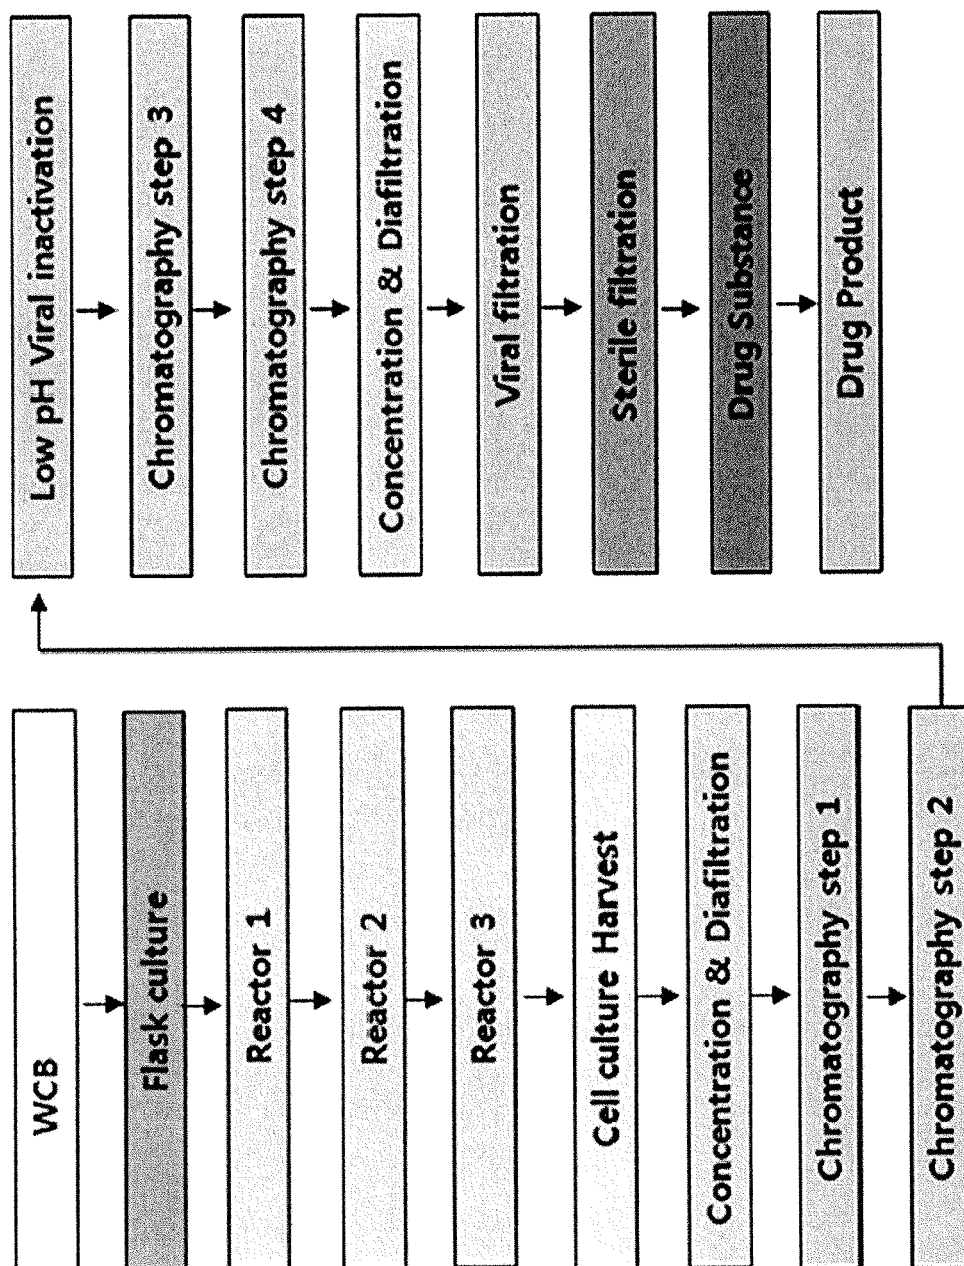 WCB
Flask culture
Reactor 1
Reactor 2
Reactor 3
Cell culture Harvest
Concentration & Diafiltration
Chromatography step 1
Chromatography step 2
Low pH Viral inactivation
Chromatography step 3
Chromatography step 4
Concentration & Diafiltration
Viral filtration
Sterile filtration
Drug Substance
Drug Product